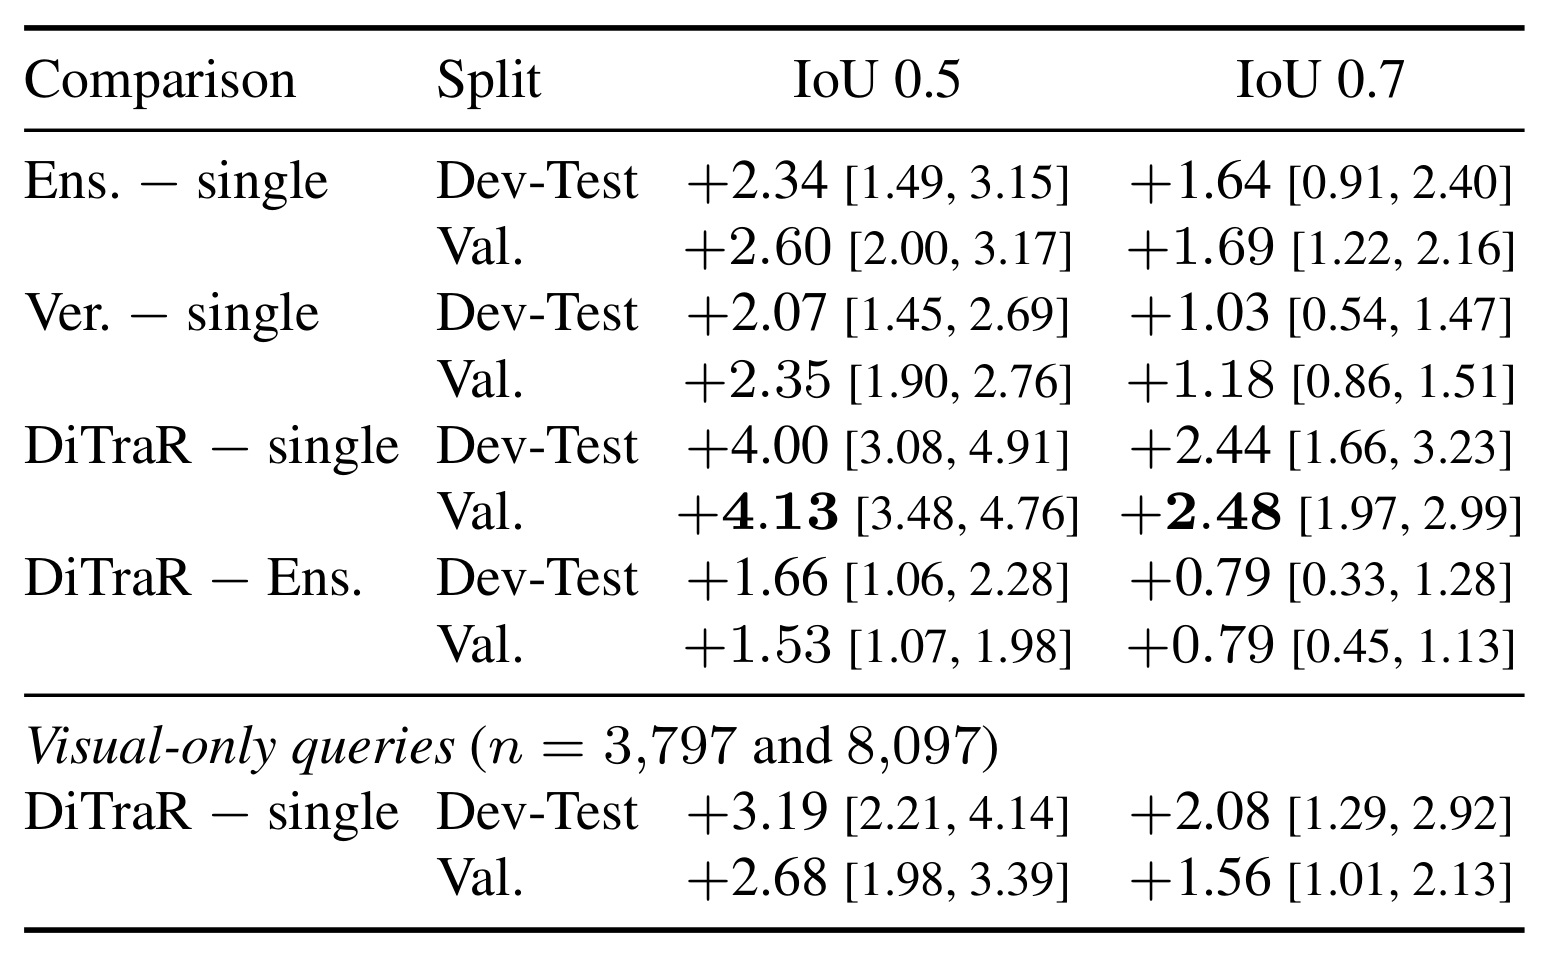 Comparison Split IoU 0.5 IoU 0.7
Ens. − single Dev-Test +2.34 [1.49, 3.15] +1.64 [0.91, 2.40]
Val. +2.60 [2.00, 3.17] +1.69 [1.22, 2.16]
Ver. − single Dev-Test +2.07 [1.45, 2.69] +1.03 [0.54, 1.47]
Val. +2.35 [1.90, 2.76] +1.18 [0.86, 1.51]
DiTraR − single Dev-Test +4.00 [3.08, 4.91] +2.44 [1.66, 3.23]
Val. +4.13 [3.48, 4.76] +2.48 [1.97, 2.99]
DiTraR − Ens. Dev-Test +1.66 [1.06, 2.28] +0.79 [0.33, 1.28]
Val. +1.53 [1.07, 1.98] +0.79 [0.45, 1.13]
Visual-only queries (n = 3,797 and 8,097)
DiTraR − single Dev-Test +3.19 [2.21, 4.14] +2.08 [1.29, 2.92]
Val. +2.68 [1.98, 3.39] +1.56 [1.01, 2.13]